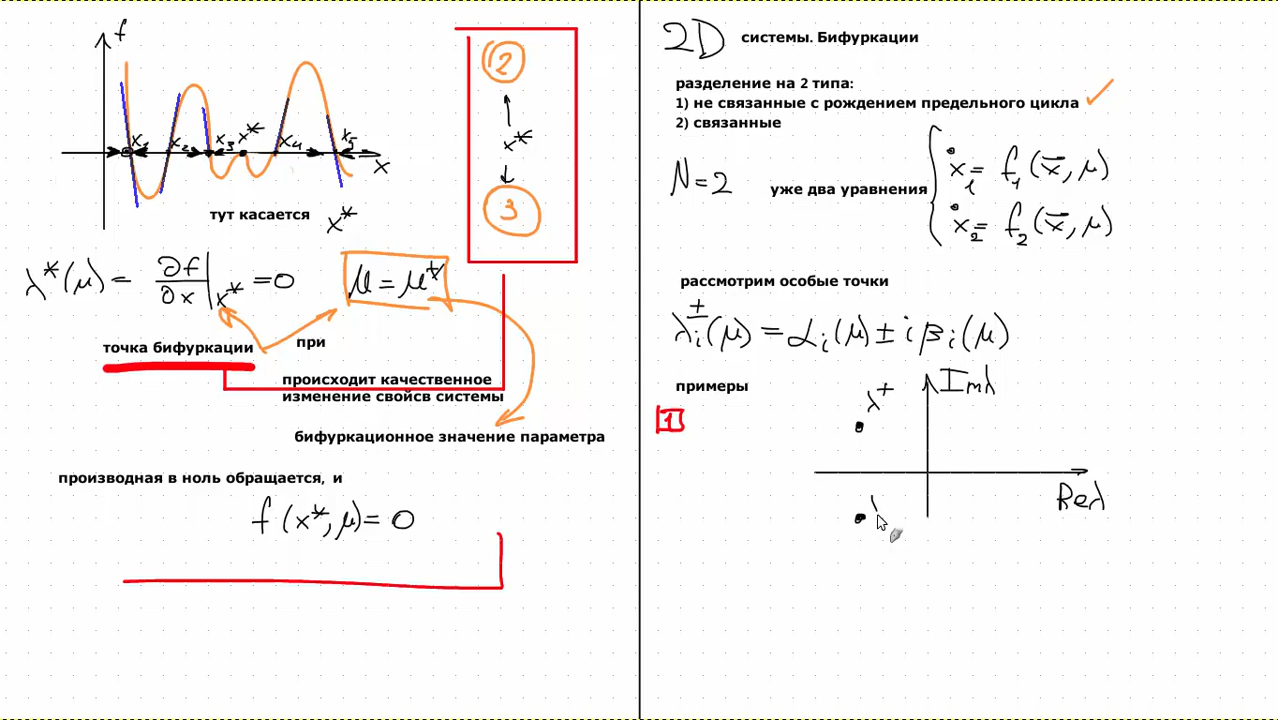 f
x₁ x₂ x₃ x* x₄ x₅
x
тут касается x*
2
x*
3
λ*(μ) = ∂f/∂x |x* = 0
μ = μ*
точка бифуркации
при
происходит качественное
изменение свойсв системы
бифуркационное значение параметра
производная в ноль обращается, и
f(x*, μ) = 0
2D системы. Бифуркации
разделение на 2 типа:
1) не связанные с рождением предельного цикла
2) связанные
N = 2 уже два уравнения
ẋ₁ = f₁(x̄, μ)
ẋ₂ = f₂(x̄, μ)
рассмотрим особые точки
λᵢ±(μ) = αᵢ(μ) ± iβᵢ(μ)
примеры
1
Imλ
λ+
Reλ